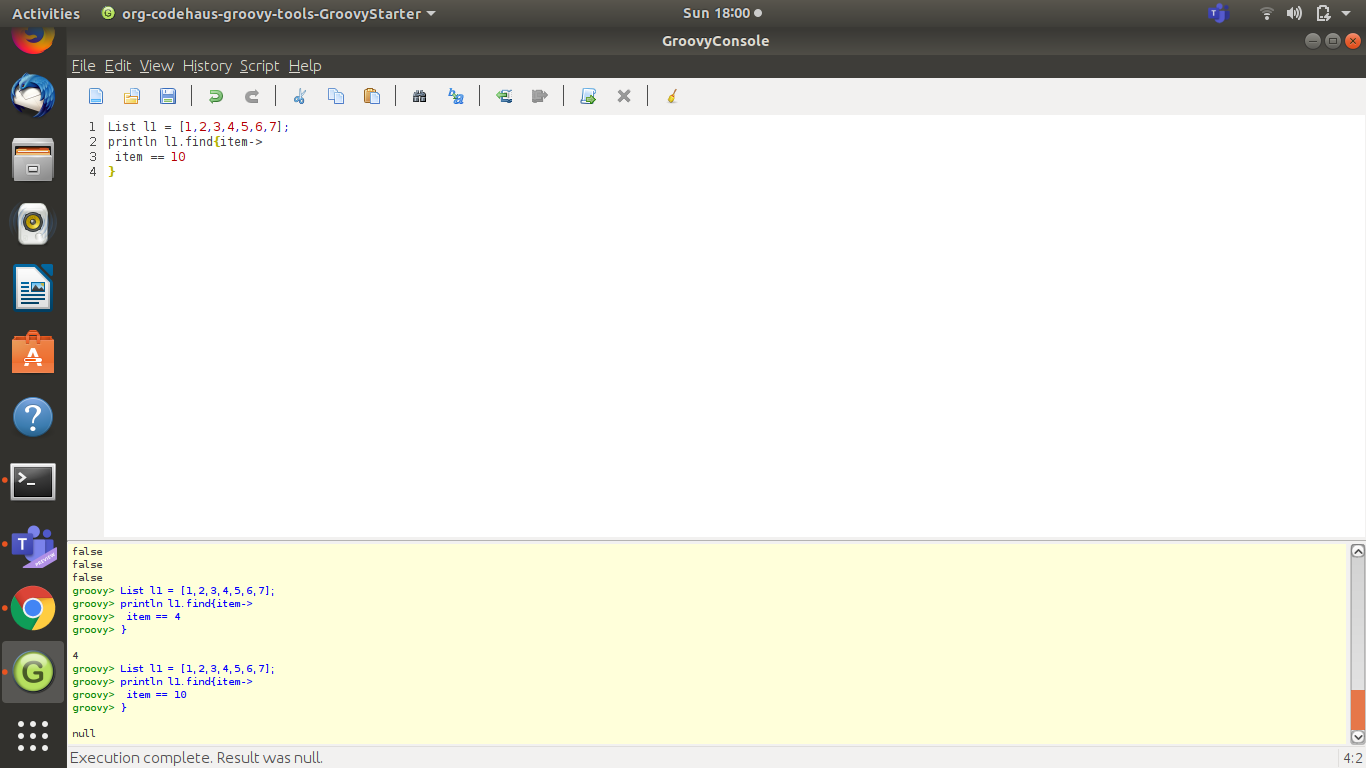 Activities org-codehaus-groovy-tools-GroovyStarter Sun 18:00
GroovyConsole
File Edit View History Script Help
1 List l1 = [1,2,3,4,5,6,7];
2 println l1.find{item->
3 item == 10
4 }
false
false
false
groovy> List l1 = [1,2,3,4,5,6,7];
groovy> println l1.find{item->
groovy> item == 4
groovy> }
4
groovy> List l1 = [1,2,3,4,5,6,7];
groovy> println l1.find{item->
groovy> item == 10
groovy> }
null
Execution complete. Result was null. 4:2